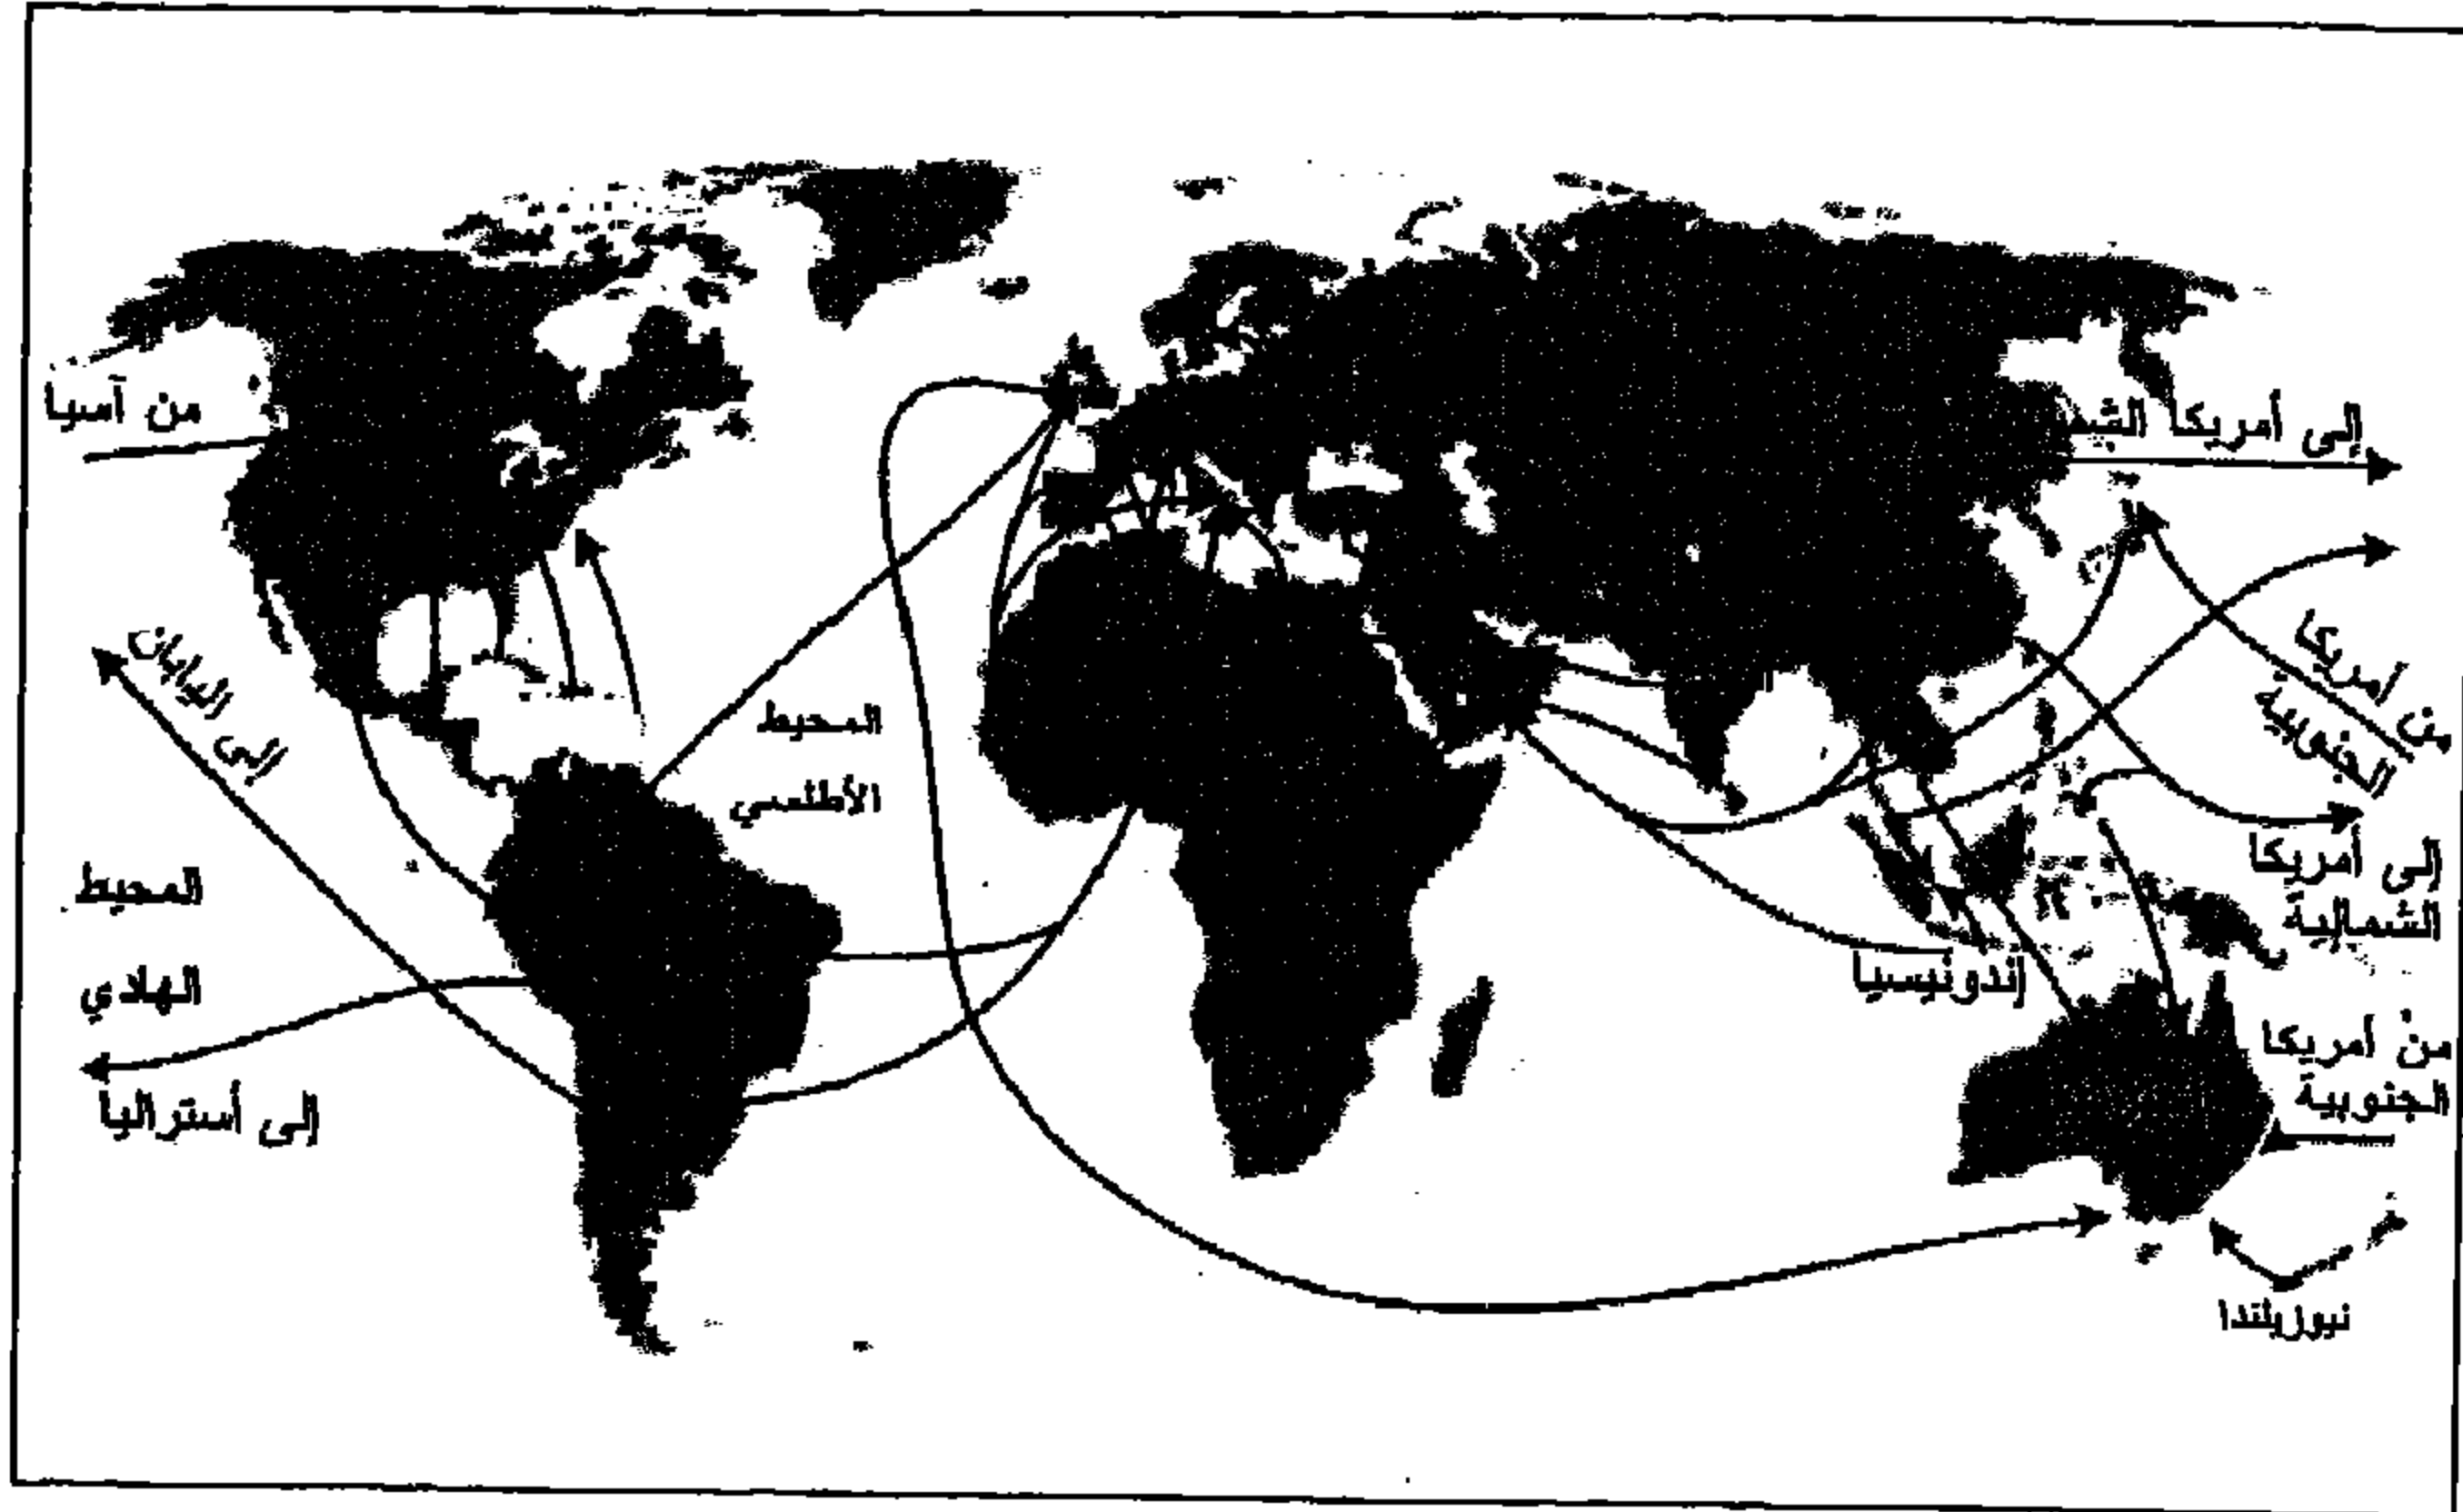 من آسيا
إلى اليابان
المحيط
الهادي
إلى أستراليا
المحيط
الأطلسي
إلى أمريكا
من أمريكا
الجنوبية
إلى أمريكا
الشمالية
إندونيسيا
من أمريكا
الجنوبية
نيوزيلندا